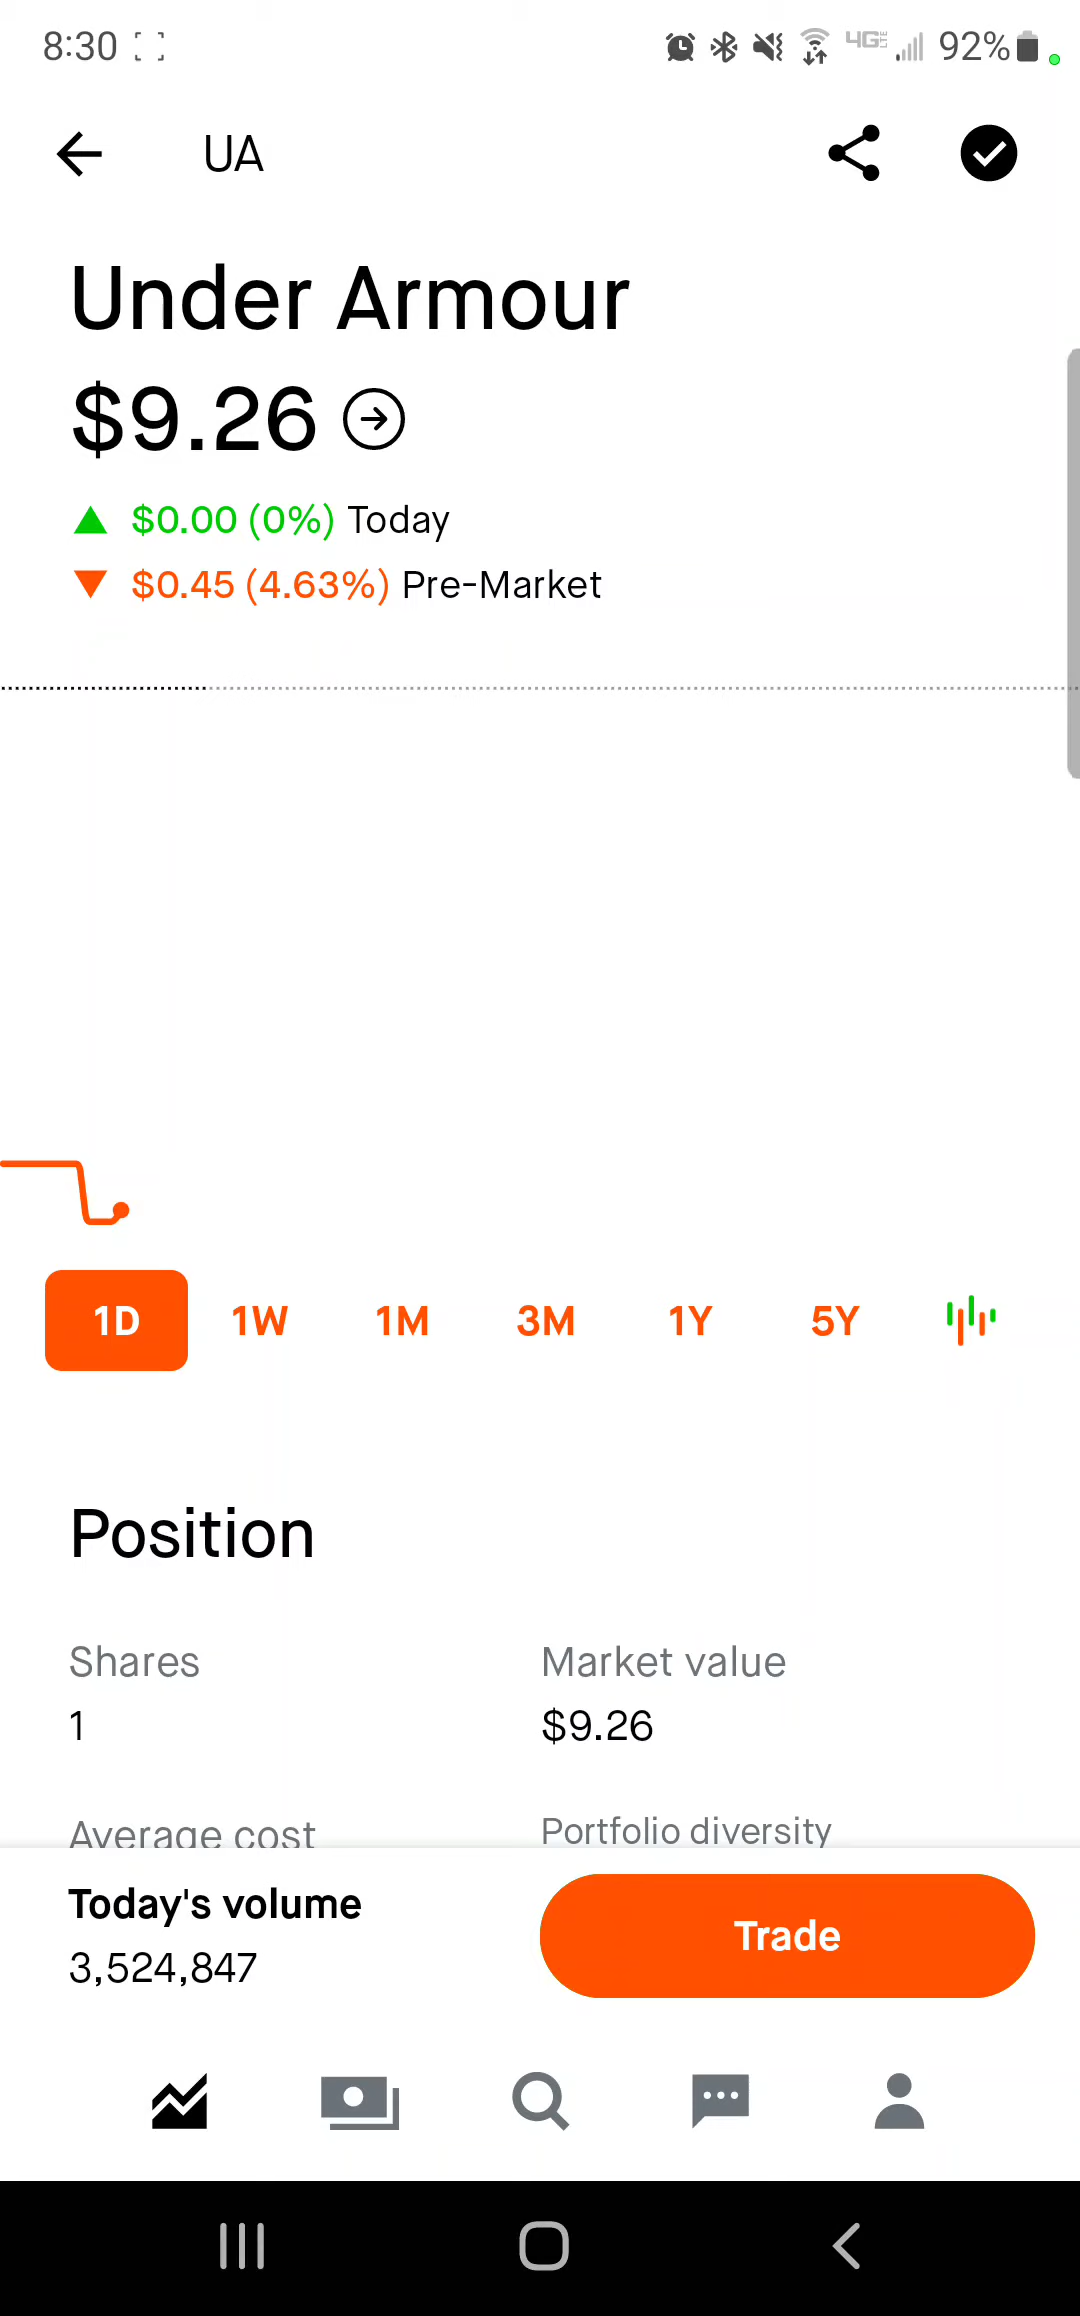 8:30
4G LTE 92%
UA
Under Armour
$9.26
$0.00 (0%) Today
$0.45 (4.63%) Pre-Market
1D 1W 1M 3M 1Y 5Y
Position
Shares Market value
1 $9.26
Average cost Portfolio diversity
Today's volume
3,524,847
Trade